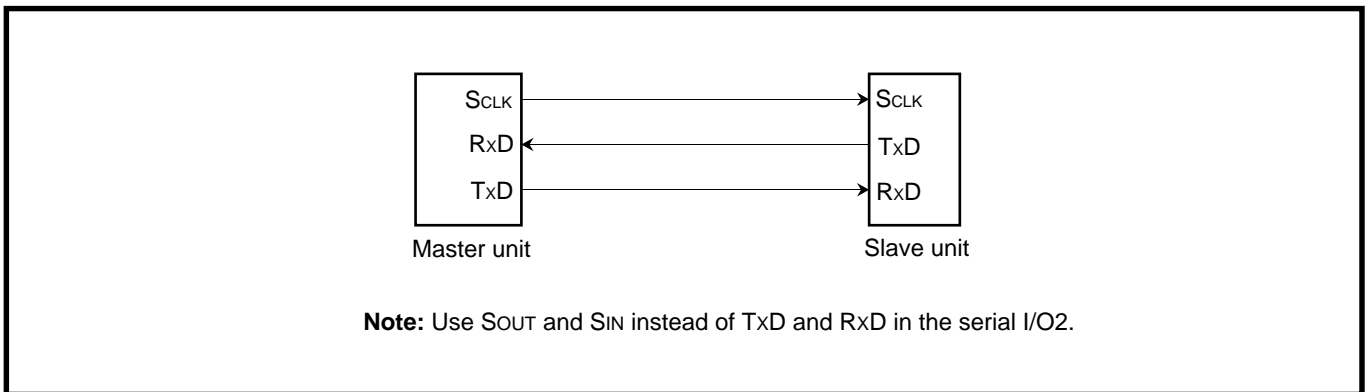 SCLK SCLK
RxD TxD
TxD RxD
Master unit Slave unit
Note: Use SOUT and SIN instead of TxD and RxD in the serial I/O2.